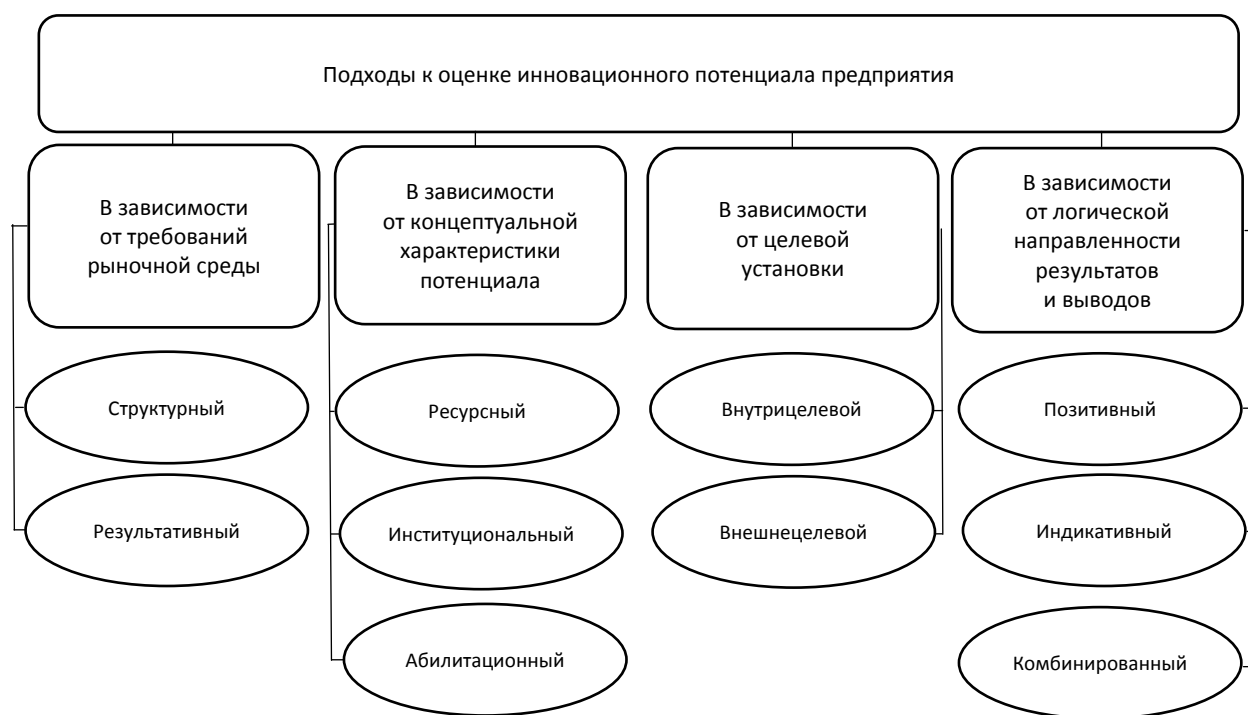 Подходы к оценке инновационного потенциала предприятия
В зависимости
от требований
рыночной среды
В зависимости
от концептуальной
характеристики
потенциала
В зависимости
от целевой
установки
В зависимости
от логической
направленности
результатов
и выводов
Структурный
Ресурсный
Внутрицелевой
Позитивный
Результативный
Институциональный
Внешнецелевой
Индикативный
Абилитационный
Комбинированный